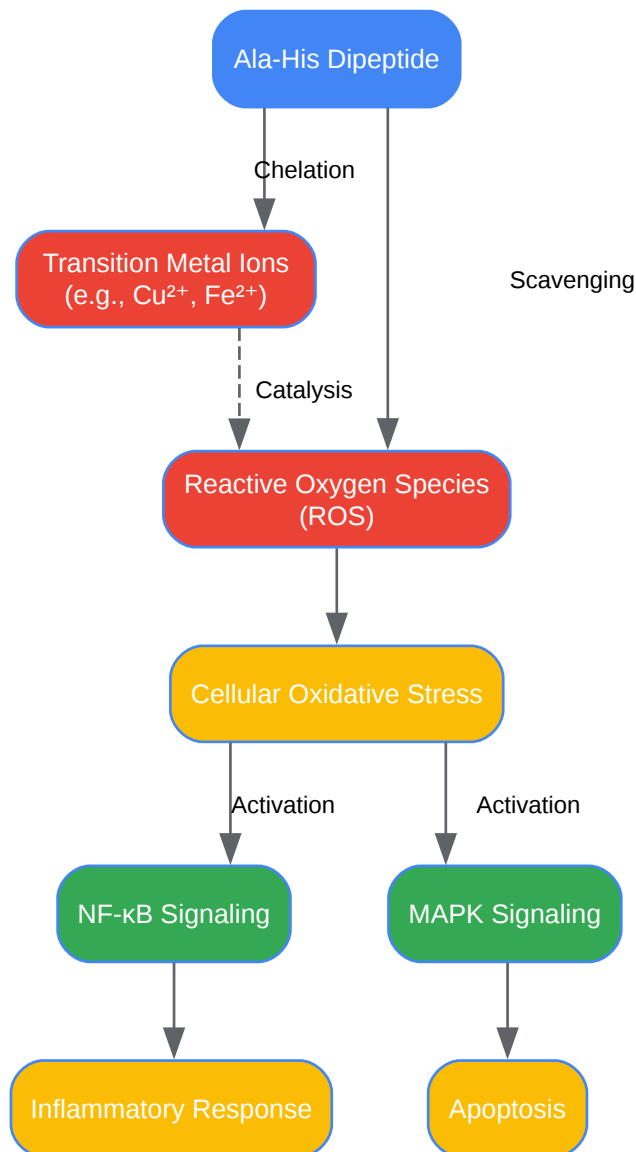 Ala-His Dipeptide
Chelation
Transition Metal Ions
(e.g., Cu²⁺, Fe²⁺)
Scavenging
Catalysis
Reactive Oxygen Species
(ROS)
Cellular Oxidative Stress
Activation
Activation
NF-κB Signaling
MAPK Signaling
Inflammatory Response
Apoptosis